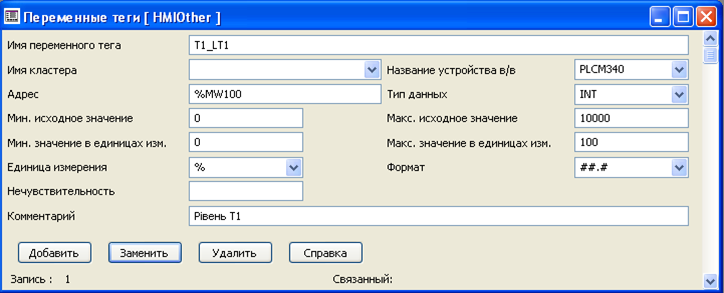 Переменные теги [ HMIOther ]
Имя переменного тега T1_LT1
Имя кластера Название устройства в/в PLCM340
Адрес %MW100 Тип данных INT
Мин. исходное значение 0 Макс. исходное значение 10000
Мин. значение в единицах изм. 0 Макс. значение в единицах изм. 100
Единица измерения % Формат ##.#
Нечувствительность
Комментарий Рівень Т1
Добавить Заменить Удалить Справка
Запись : 1 Связанный: